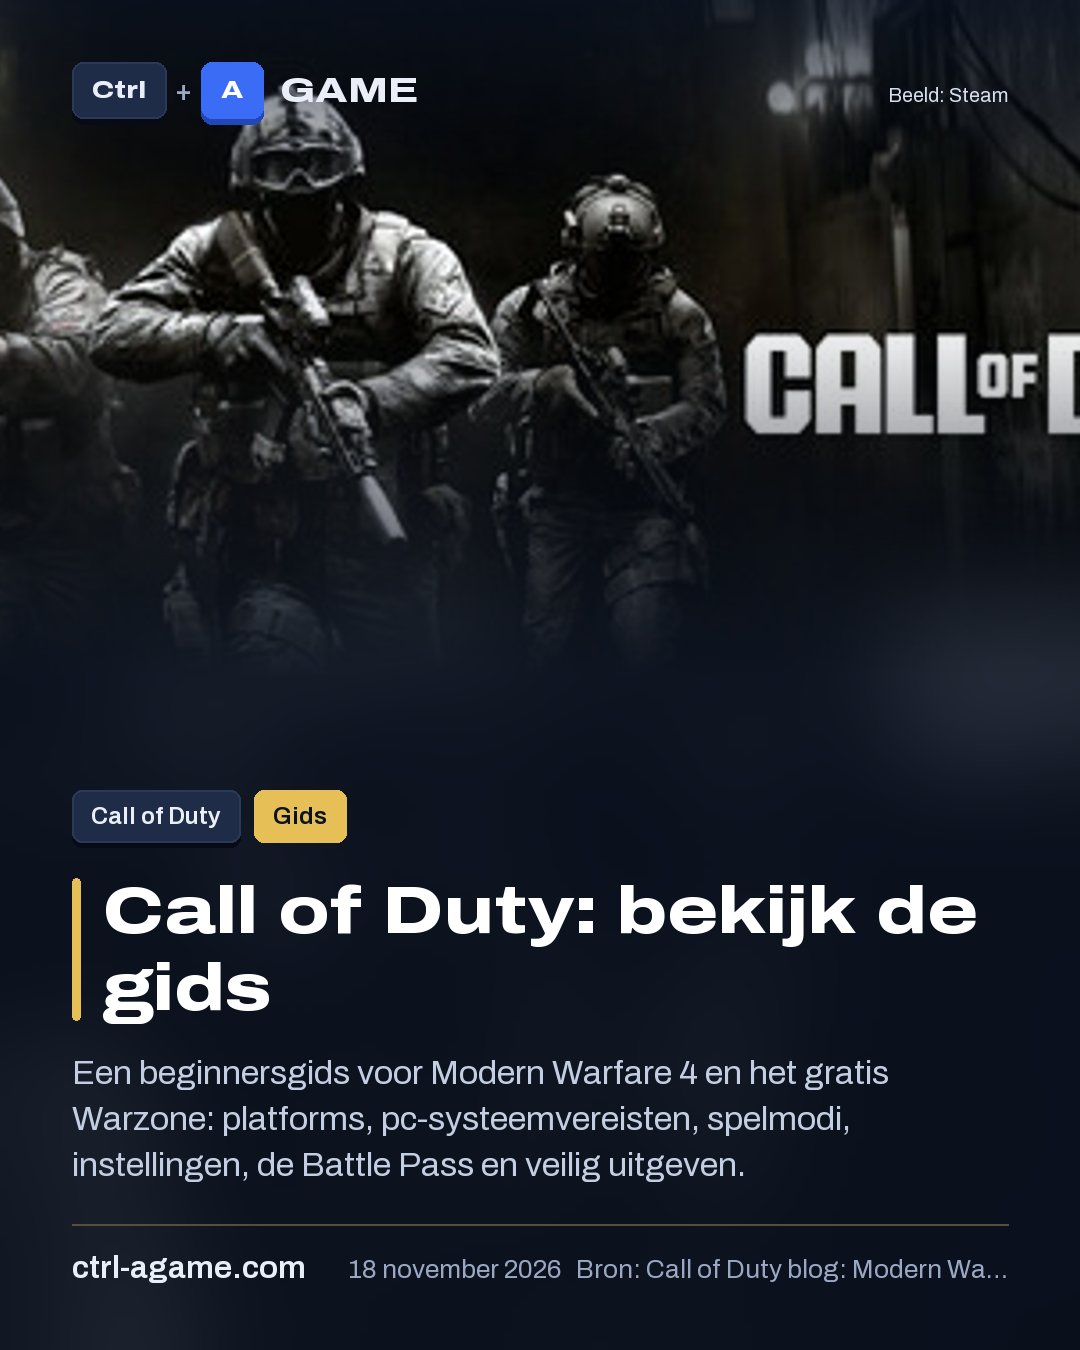 Ctrl + A GAME
Beeld: Steam
CALL OF D
Call of Duty
Gids
Call of Duty: bekijk de
gids
Een beginnersgids voor Modern Warfare 4 en het gratis
Warzone: platforms, pc-systeemvereisten, spelmodi,
instellingen, de Battle Pass en veilig uitgeven.
ctrl-agame.com
18 november 2026 Bron: Call of Duty blog: Modern Wa...